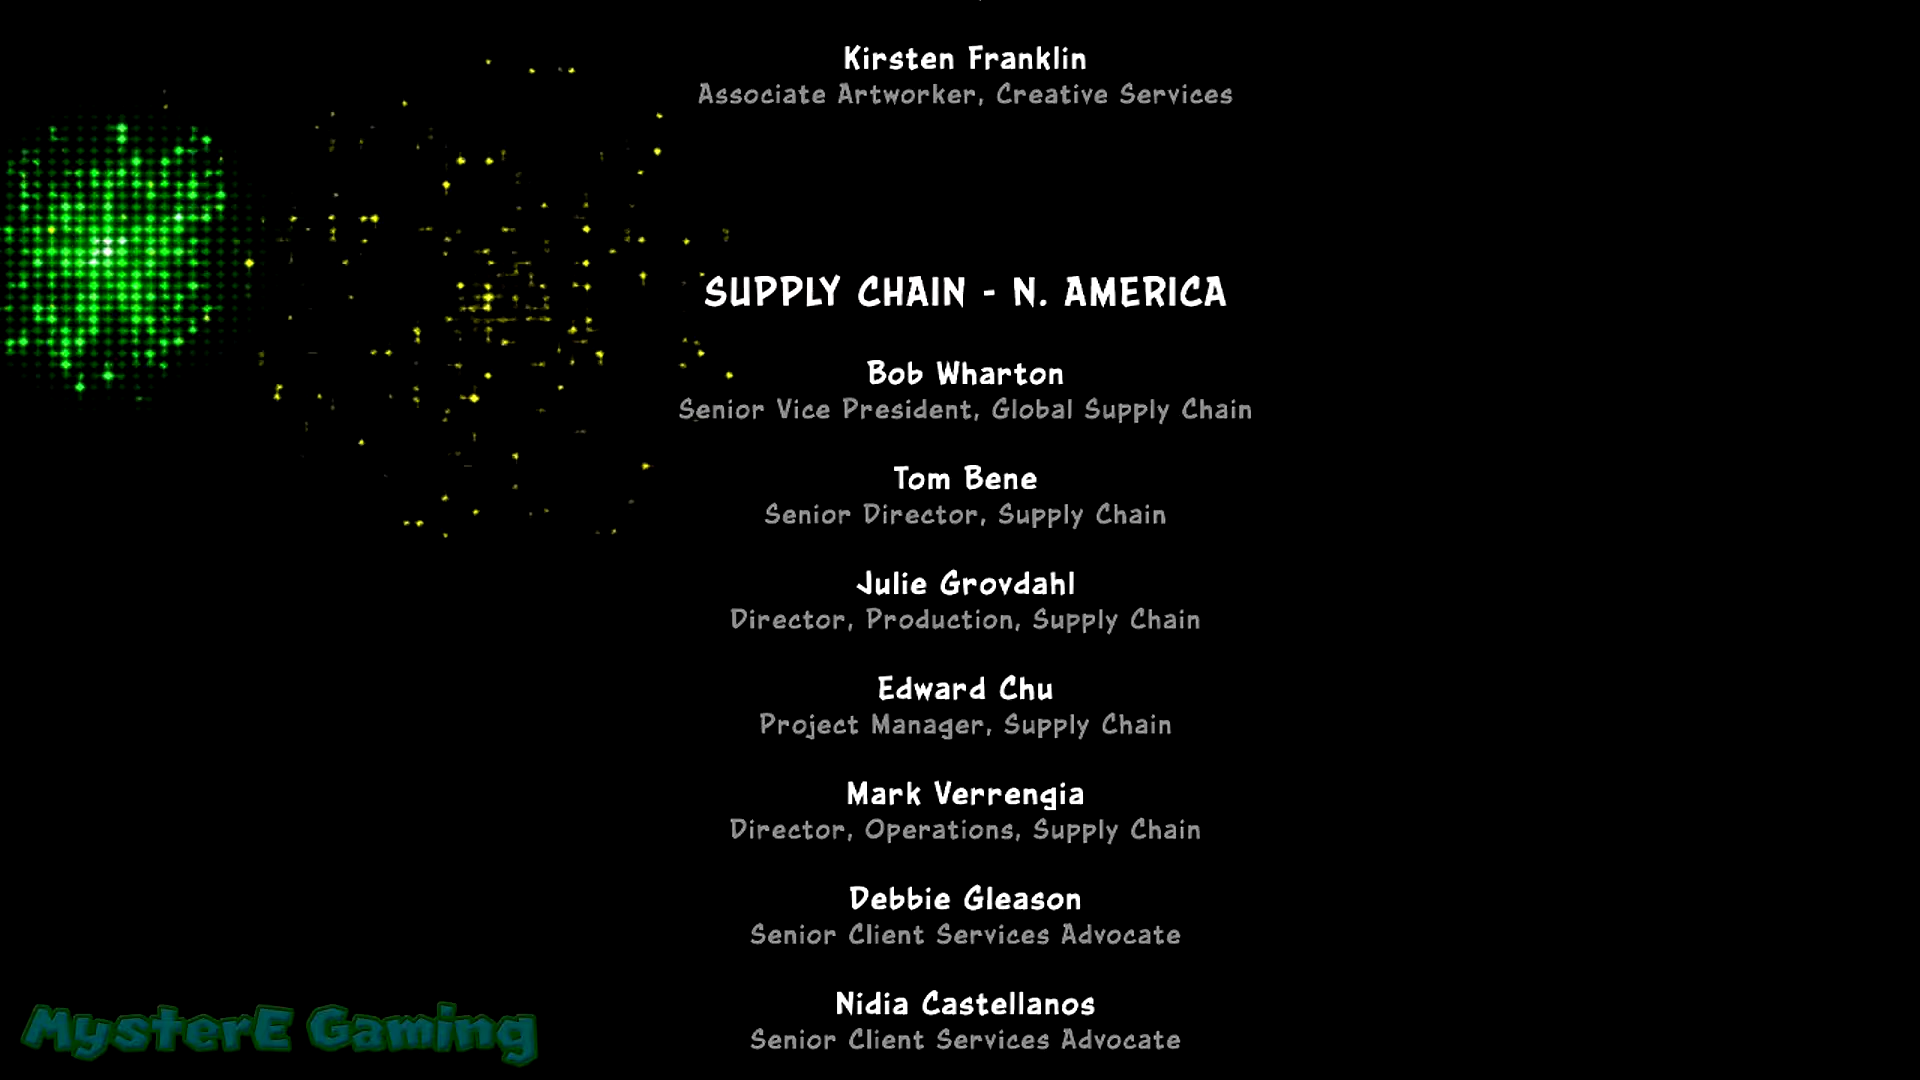 Kirsten Franklin
Associate Artworker, Creative Services
SUPPLY CHAIN - N. AMERICA
Bob Wharton
Senior Vice President, Global Supply Chain
Tom Bene
Senior Director, Supply Chain
Julie Grovdahl
Director, Production, Supply Chain
Edward Chu
Project Manager, Supply Chain
Mark Verrengia
Director, Operations, Supply Chain
Debbie Gleason
Senior Client Services Advocate
Nidia Castellanos
Senior Client Services Advocate
MysterE Gaming